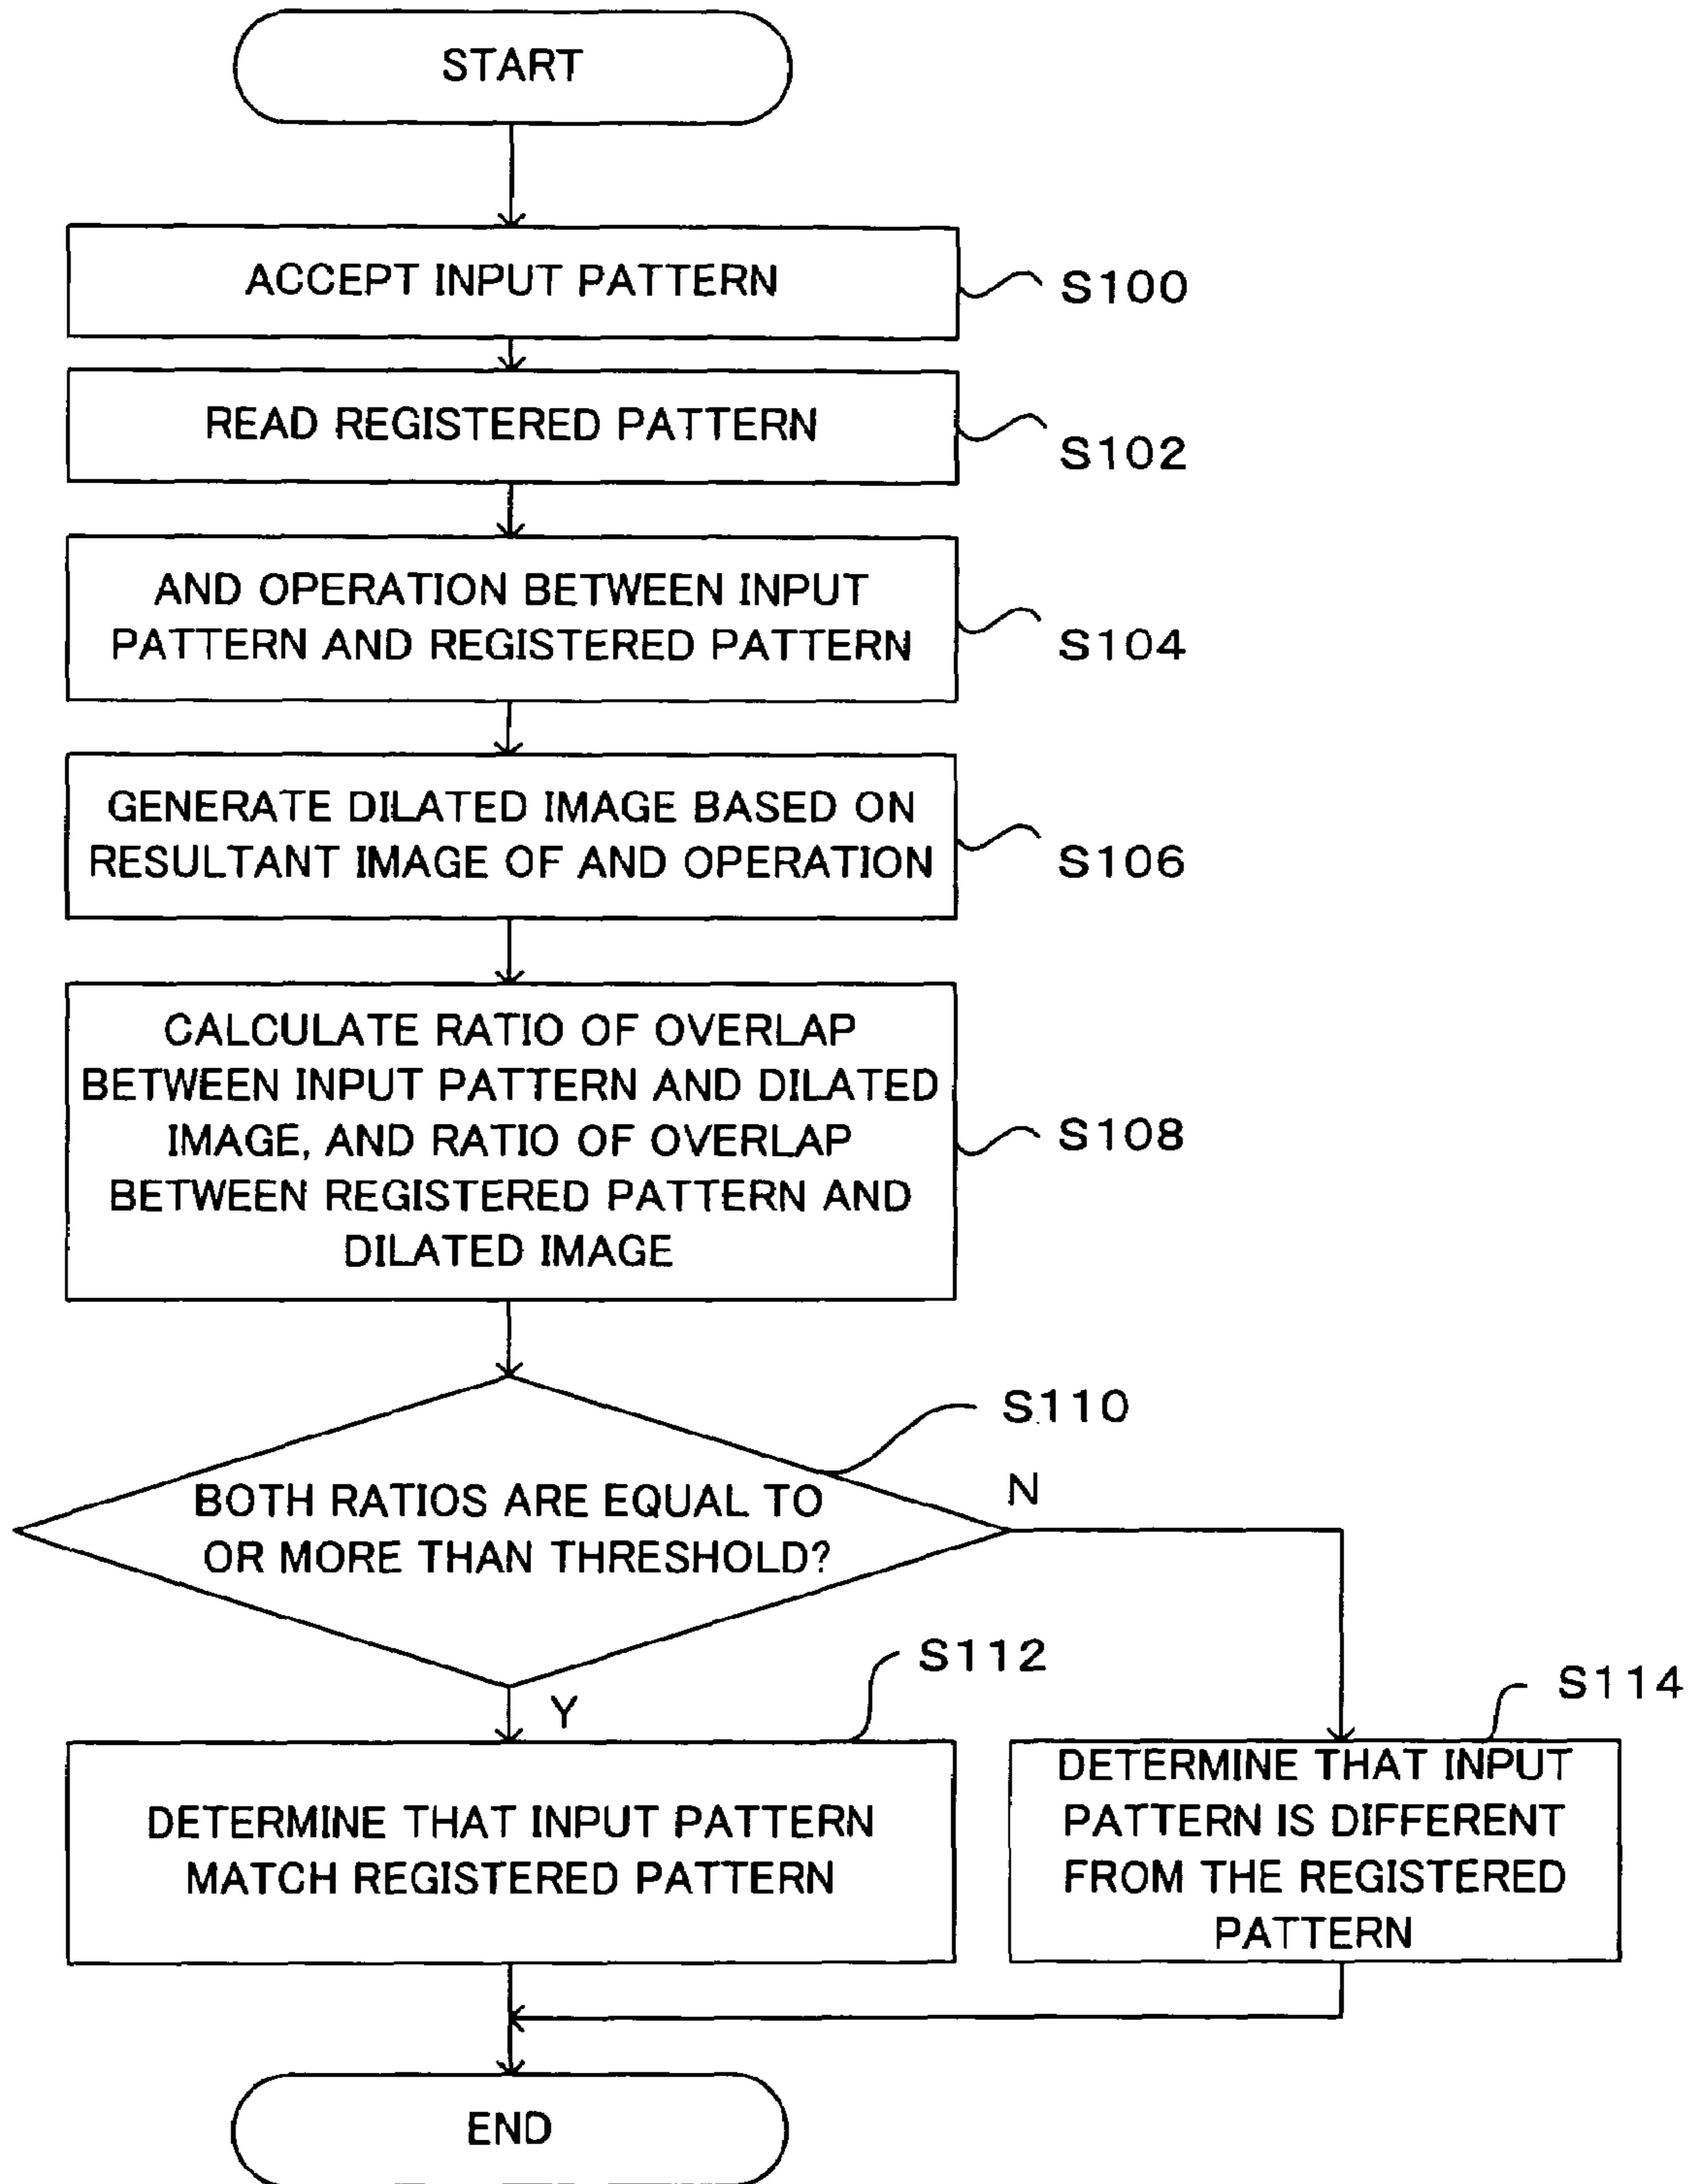 START
ACCEPT INPUT PATTERN
S100
READ REGISTERED PATTERN
S102
AND OPERATION BETWEEN INPUT
PATTERN AND REGISTERED PATTERN
S104
GENERATE DILATED IMAGE BASED ON
RESULTANT IMAGE OF AND OPERATION
S106
CALCULATE RATIO OF OVERLAP
BETWEEN INPUT PATTERN AND DILATED
IMAGE, AND RATIO OF OVERLAP
BETWEEN REGISTERED PATTERN AND
DILATED IMAGE
S108
S110
BOTH RATIOS ARE EQUAL TO
OR MORE THAN THRESHOLD?
N
Y
S112
DETERMINE THAT INPUT PATTERN
MATCH REGISTERED PATTERN
S114
DETERMINE THAT INPUT
PATTERN IS DIFFERENT
FROM THE REGISTERED
PATTERN
END